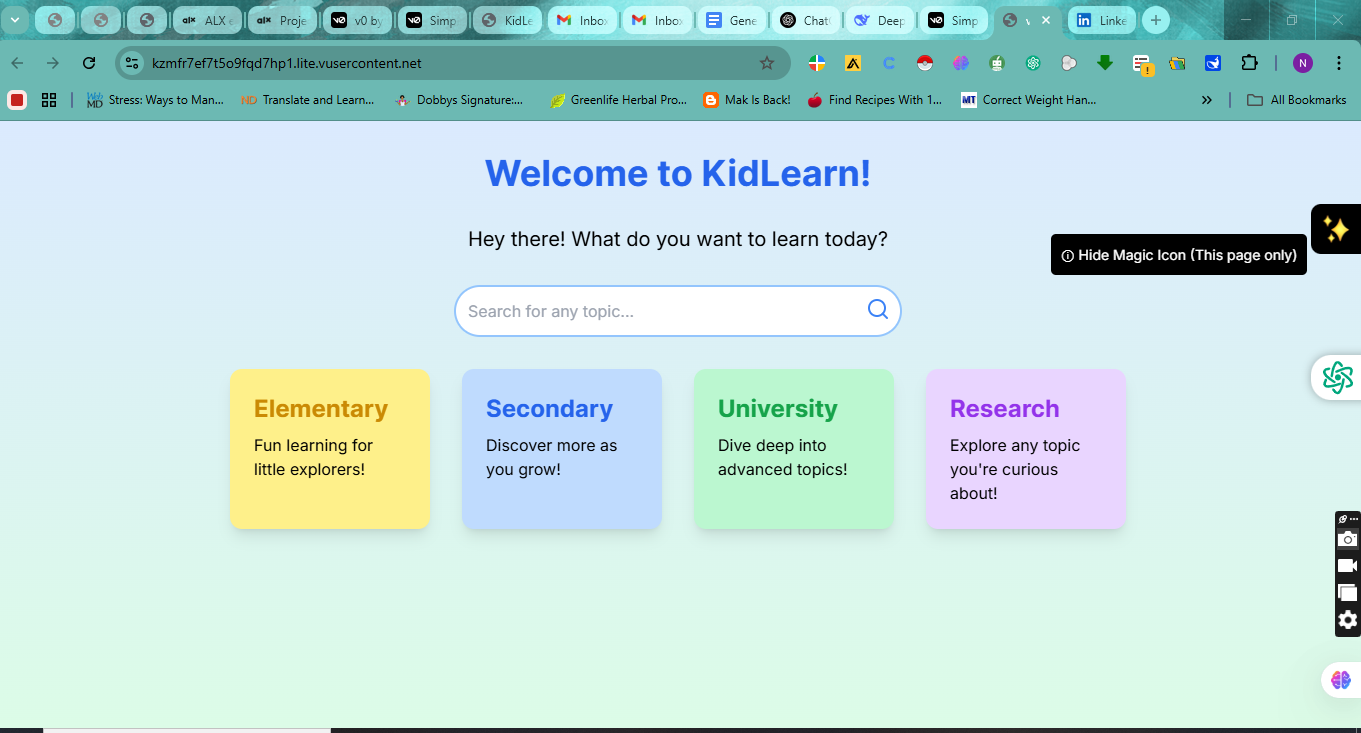 ALX e
Proje
v0 by
Simp
KidLe
Inbox
Inbox
Gene
Chat
Deep
Simp
Linke
kzmfr7ef7t5o9fqd7hp1.lite.vusercontent.net
N
Stress: Ways to Man...
ND Translate and Learn...
Dobbys Signature:...
Greenlife Herbal Pro...
Mak Is Back!
Find Recipes With 1...
MT Correct Weight Han...
All Bookmarks
Welcome to KidLearn!
Hey there! What do you want to learn today?
Hide Magic Icon (This page only)
Search for any topic...
Elementary
Fun learning for
little explorers!
Secondary
Discover more as
you grow!
University
Dive deep into
advanced topics!
Research
Explore any topic
you're curious
about!